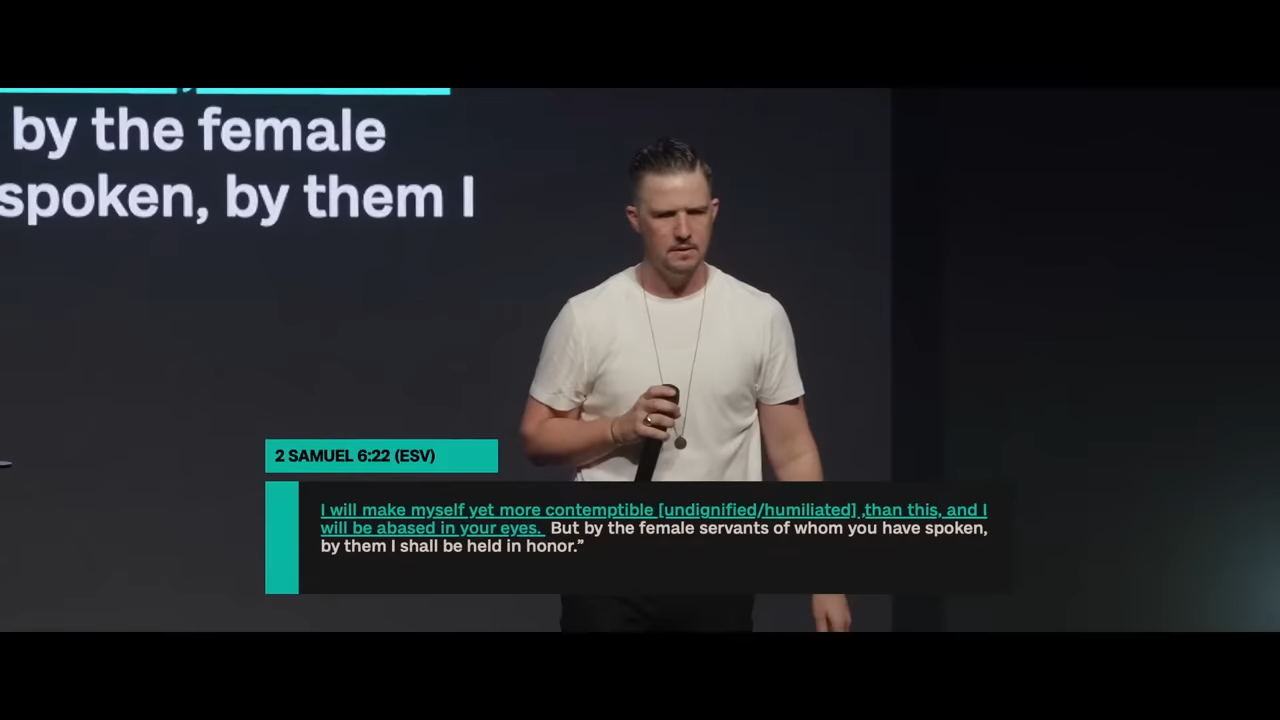 by the female
spoken, by them I
2 SAMUEL 6:22 (ESV)
I will make myself yet more contemptible [undignified/humiliated] ,than this, and I
will be abased in your eyes. But by the female servants of whom you have spoken,
by them I shall be held in honor.”